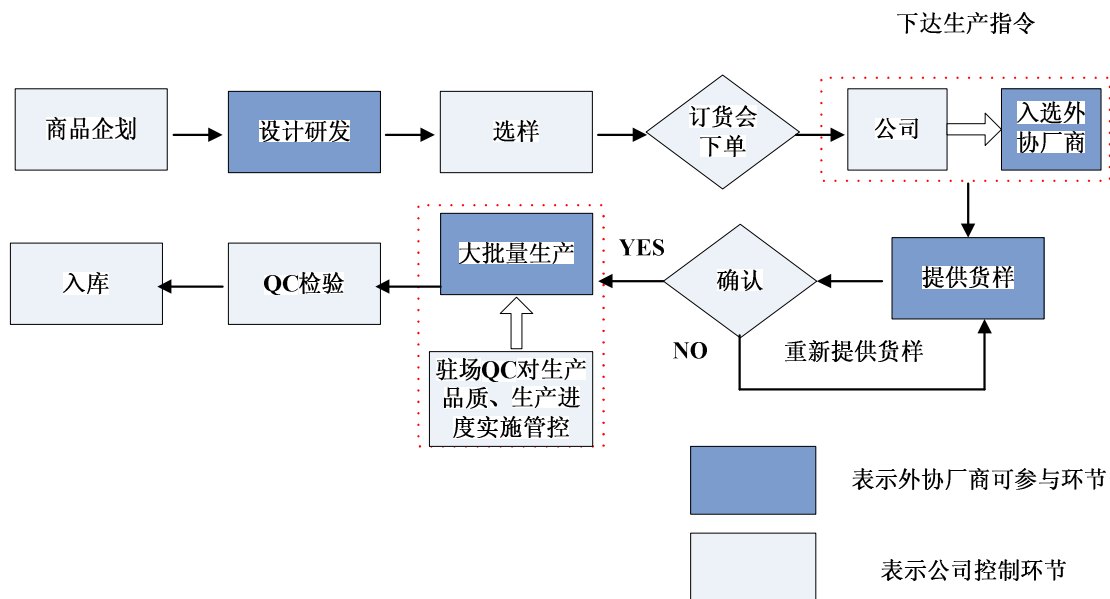 下达生产指令
商品企划
设计研发
选样
订货会
下单
公司
入选外
协厂商
入库
QC检验
大批量生产
YES
确认
提供货样
NO
重新提供货样
驻场QC对生产
品质、生产进
度实施管控
表示外协厂商可参与环节
表示公司控制环节